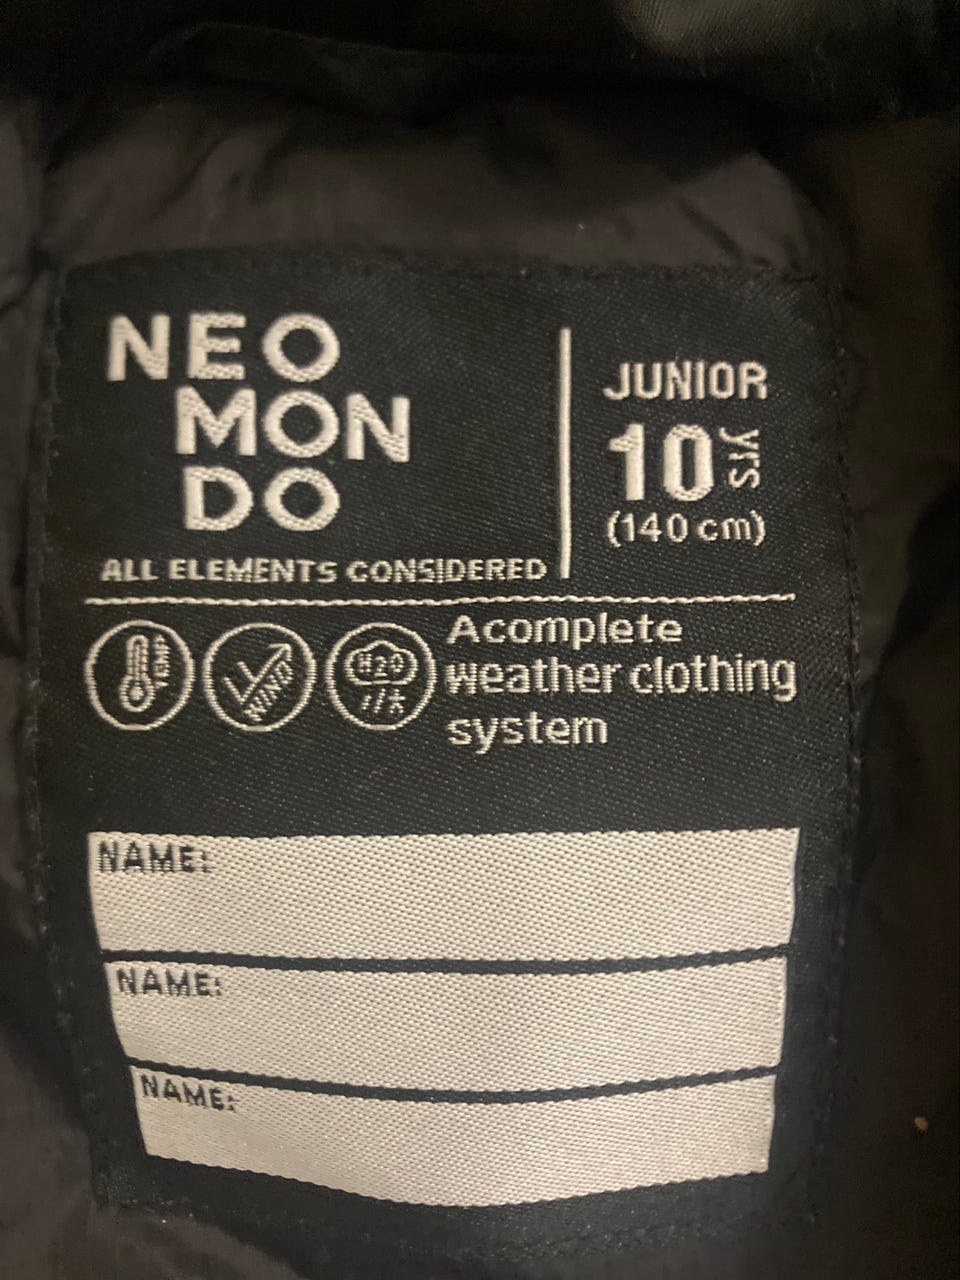 NEO
MON
DO
ALL ELEMENTS CONSIDERED
JUNIOR
10 yrs
(140 cm)
TEMP
WIND
H2O
Acomplete
weather clothing
system
NAME:
NAME:
NAME: